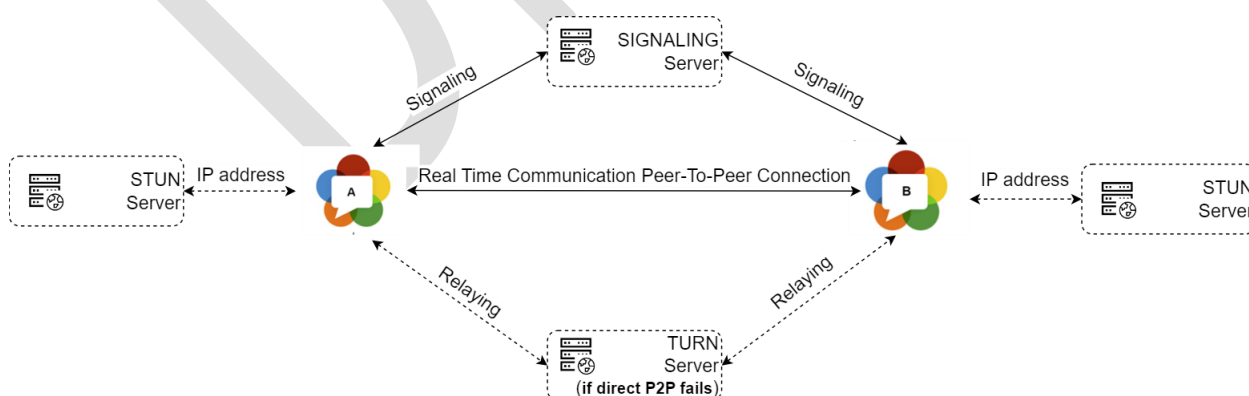 SIGNALING
Server
Signaling
Signaling
STUN
Server
IP address
A
Real Time Communication Peer-To-Peer Connection
B
IP address
STUN
Server
Relaying
Relaying
TURN
Server
(if direct P2P fails)